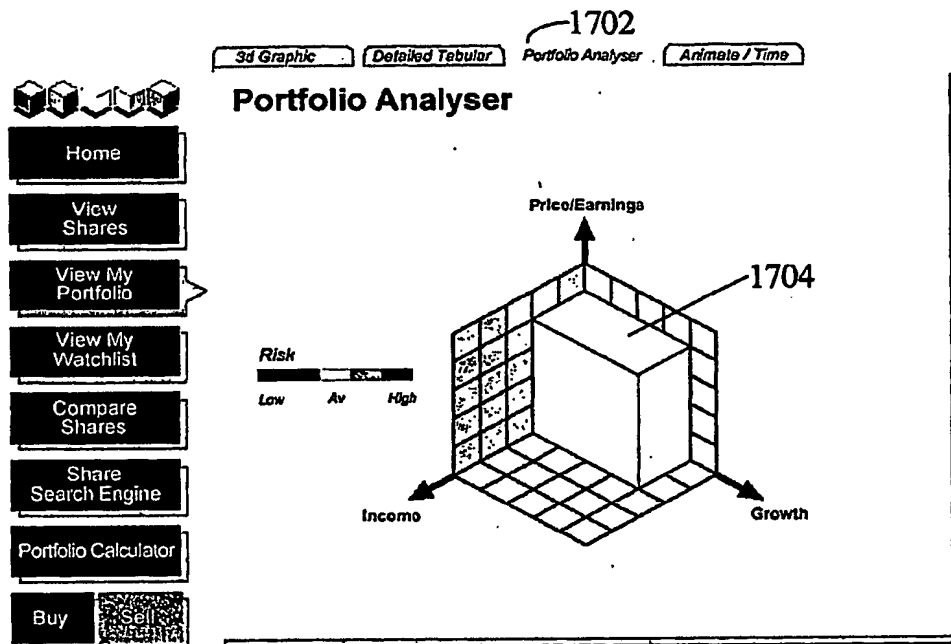 1702
3d Graphic
Detailed Tabular
Portfolio Analyser
Animate / Time
Portfolio Analyser
Home
View
Shares
View My
Portfolio
View My
Watchlist
Compare
Shares
Share
Search Engine
Portfolio Calculator
Buy
Sell
Price/Earnings
1704
Risk
Low
Av
High
Income
Growth